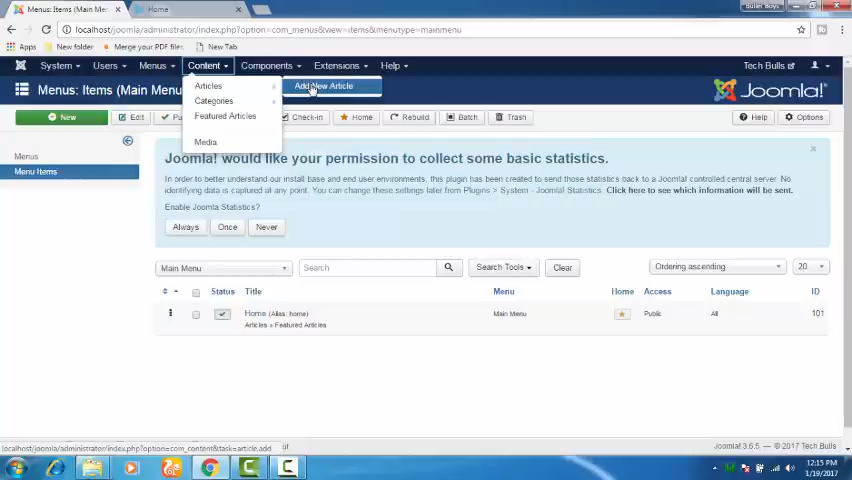 Menus: Items (Main Men
Home
Bullet Boys
localhost/joomla/administrator/index.php?option=com_menus&view=items&menutype=mainmenu
Apps
New folder
Merge your PDF files
New Tab
System
Users
Menus
Content
Components
Extensions
Help
Tech Bulls
Menus: Items (Main Menu
Articles
Add New Article
Categories
Featured Articles
Media
Joomla!
New
Edit
Pu
Check-in
Home
Rebuild
Batch
Trash
Help
Options
Menus
Menu Items
Joomla! would like your permission to collect some basic statistics.
In order to better understand our install base and end user environments, this plugin has been created to send those statistics back to a Joomla! controlled central server. No
identifying data is captured at any point. You can change these settings later from Plugins > System - Joomla! Statistics. Click here to see which information will be sent.
Enable Joomla Statistics?
Always
Once
Never
Main Menu
Search
Search Tools
Clear
Ordering ascending
20
Status
Title
Menu
Home
Access
Language
ID
Home (Alias: home)
Articles » Featured Articles
Main Menu
Public
All
101
localhost/joomla/administrator/index.php?option=com_content&task=article.add
of
Joomla! 3.6.5 — © 2017 Tech Bulls
12:15 PM
1/19/2017